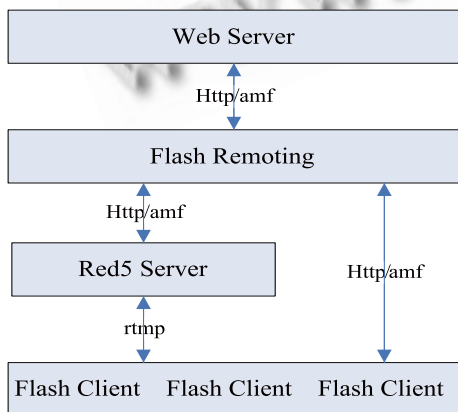 Web Server
Http/amf
Flash Remoting
Http/amf
Red5 Server
Http/amf
rtmp
Flash Client Flash Client Flash Client